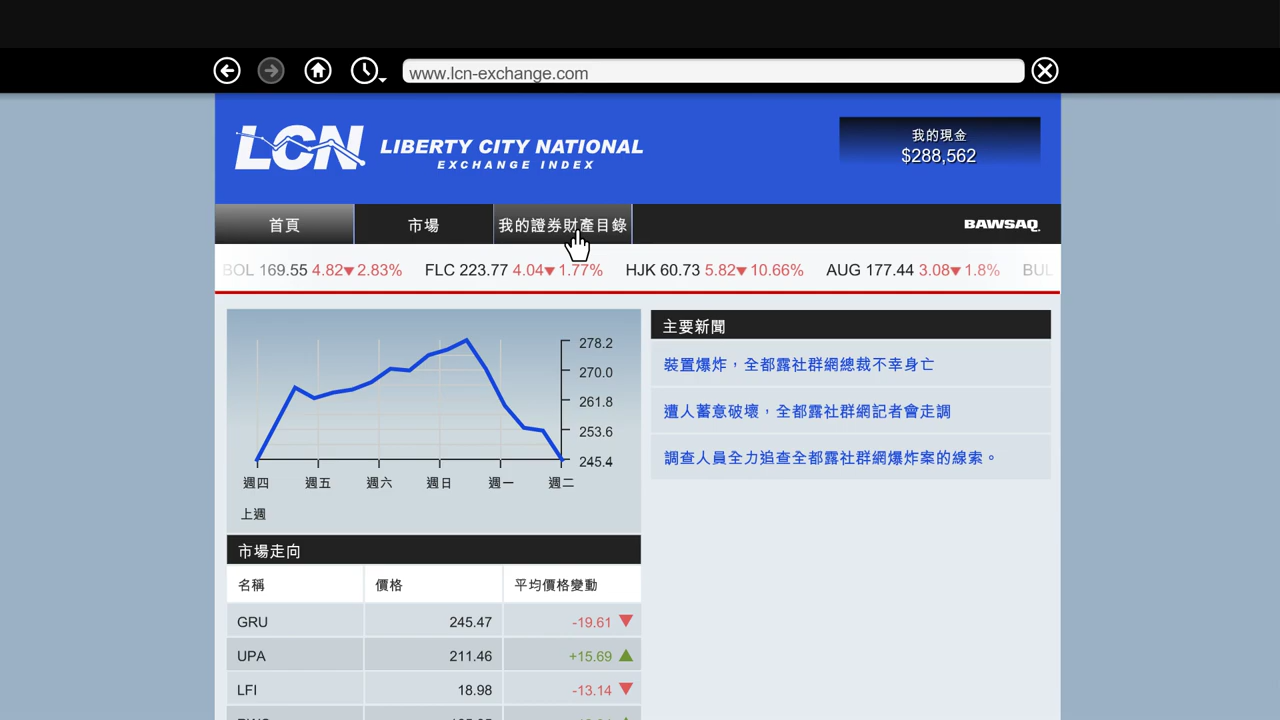 www.lcn-exchange.com
LCN LIBERTY CITY NATIONAL
EXCHANGE INDEX
我的現金
$288,562
首頁 市場 我的證券財產目錄 BAWSAQ
BOL 169.55 4.82▼2.83% FLC 223.77 4.04▼1.77% HJK 60.73 5.82▼10.66% AUG 177.44 3.08▼1.8% BUL
278.2
270.0
261.8
253.6
245.4
週四 週五 週六 週日 週一 週二
上週
主要新聞
裝置爆炸，全都露社群網總裁不幸身亡
遭人蓄意破壞，全都露社群網記者會走調
調查人員全力追查全都露社群網爆炸案的線索。
市場走向
名稱 價格 平均價格變動
GRU 245.47 -19.61 ▼
UPA 211.46 +15.69 ▲
LFI 18.98 -13.14 ▼